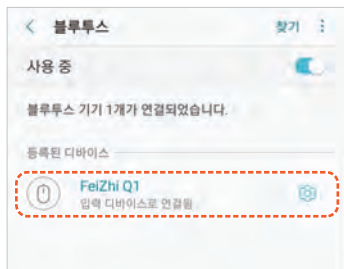 블루투스 찾기
사용 중
블루투스 기기 1개가 연결되었습니다.
등록된 디바이스
FeiZhi Q1
입력 디바이스로 연결됨